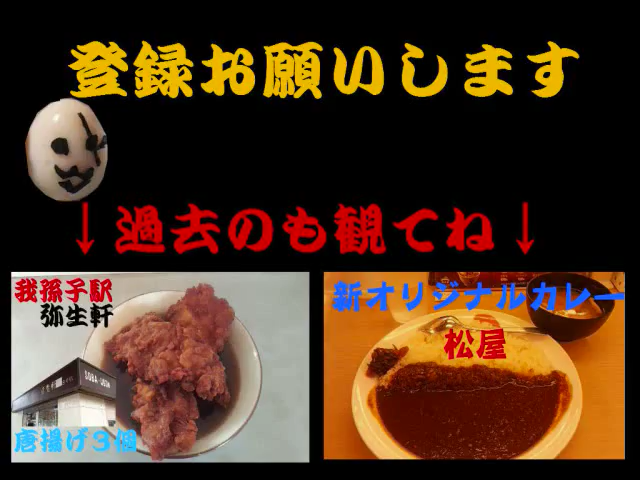 登録お願いします
↓過去のも観てね↓
我孫子駅
弥生軒
唐揚げ3個
新オリジナルカレー
松屋